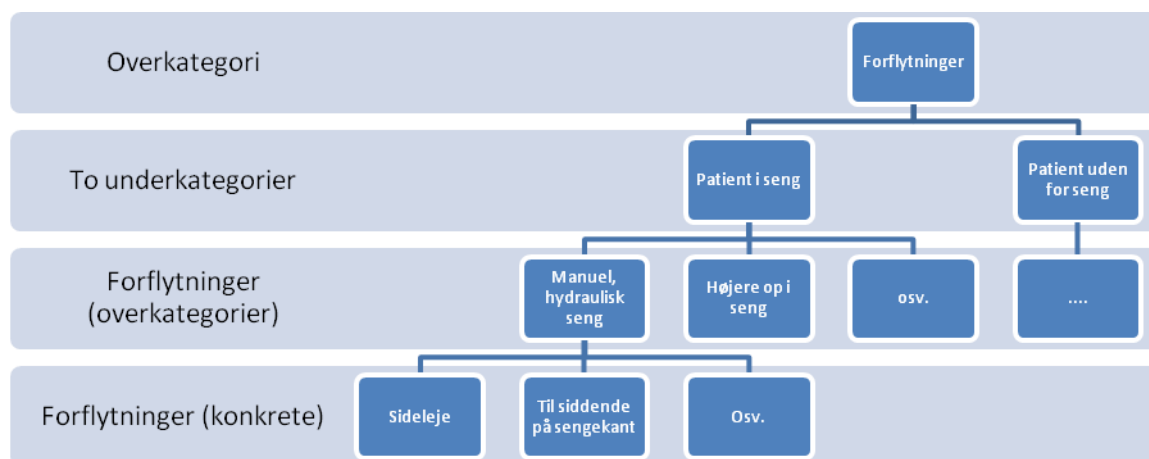 Overkategori
Forflytninger
To underkategorier
Patient i seng
Patient uden
for seng
Forflytninger
(overkategorier)
Manuel,
hydraulisk
seng
Højere op i
seng
osv.
....
Forflytninger (konkrete)
Sideleje
Til siddende
på sengekant
Osv.